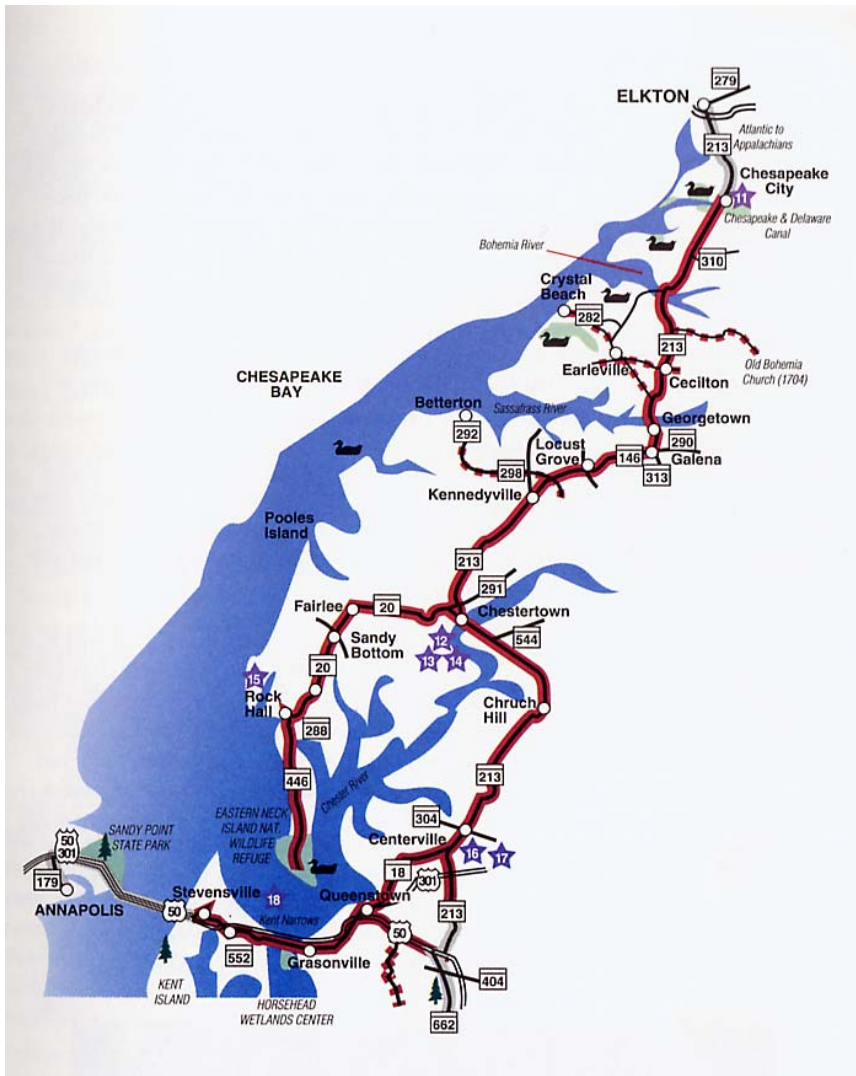 279
ELKTON
Atlantic to
Appalachians
213
Chesapeake
City
11
Chesapeake & Delaware
Canal
Bohemia River
310
Crystal
Beach
282
213
Earleville
Old Bohemia
Church (1704)
Cecilton
CHESAPEAKE
BAY
Betterton
Sassafrass River
Georgetown
292
290
Locust
Grove
146
Galena
298
313
Kennedyville
Pooles
Island
213
291
Fairlee
20
Chestertown
12
544
Sandy
Bottom
13
14
20
15
Rock
Hall
Chruch
Hill
288
446
Chester River
213
EASTERN NECK
ISLAND NAT.
WILDLIFE
REFUGE
304
SANDY POINT
STATE PARK
Centerville
50
301
16
17
18
301
179
Stevensville
18
Queenstown
ANNAPOLIS
50
Kent Narrows
213
50
552
Grasonville
404
KENT
ISLAND
HORSEHEAD
WETLANDS CENTER
662